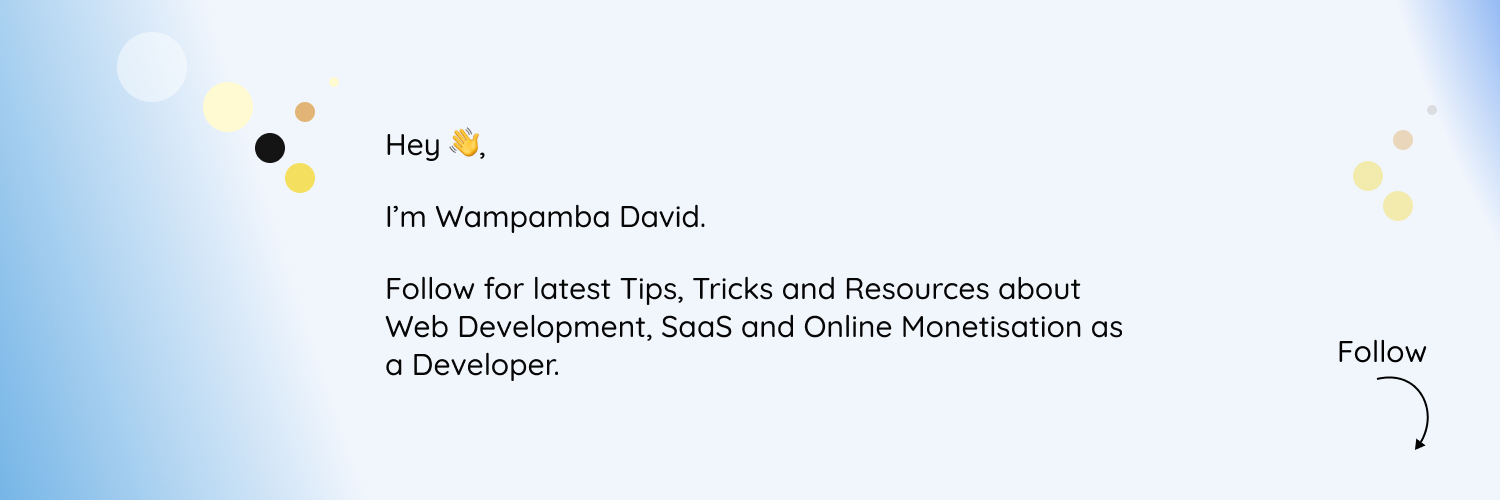 Hey 👋,
I’m Wampamba David.
Follow for latest Tips, Tricks and Resources about
Web Development, SaaS and Online Monetisation as
a Developer.
Follow